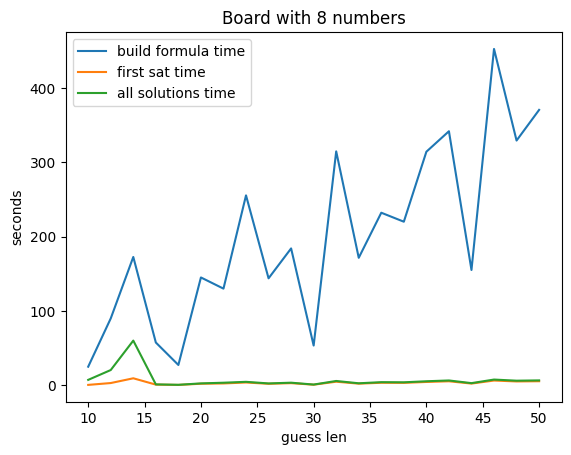 Board with 8 numbers
build formula time
first sat time
all solutions time
400
300
200
100
0
seconds
10 15 20 25 30 35 40 45 50
guess len